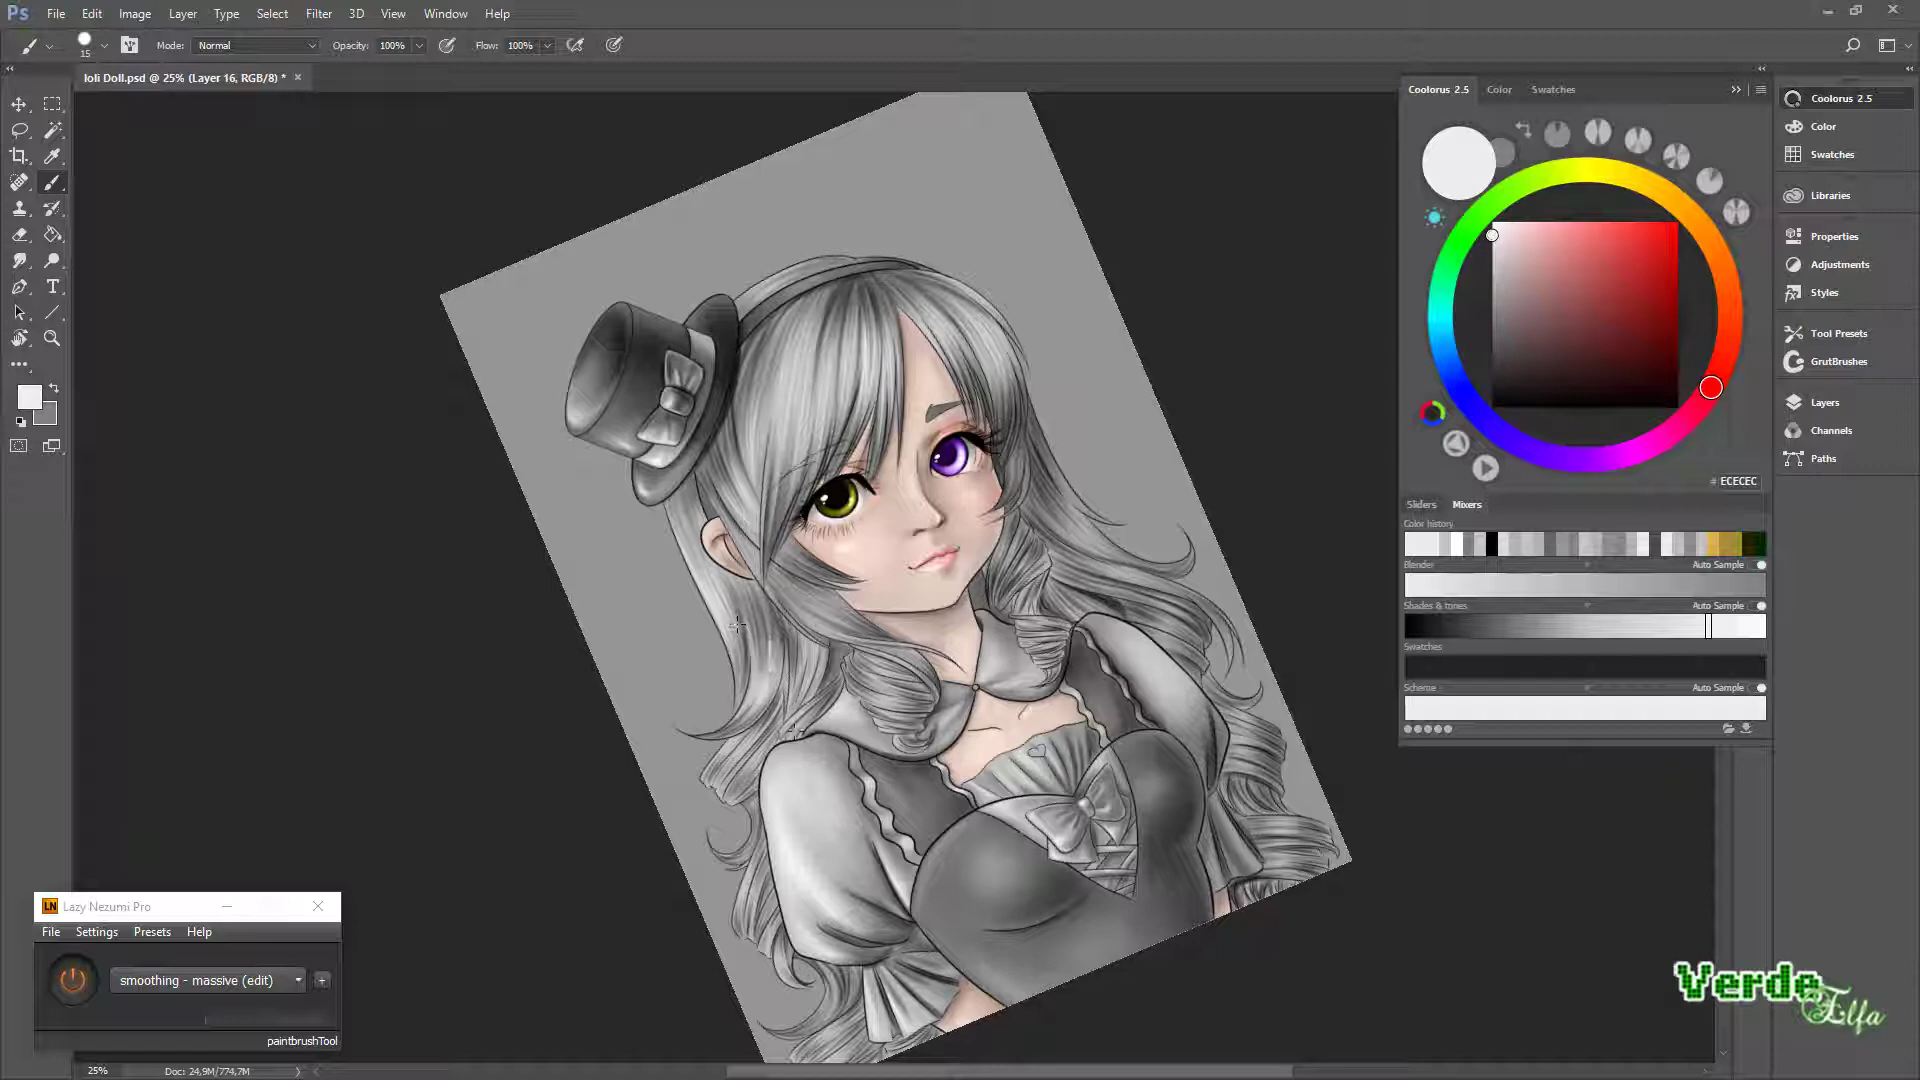 Ps File Edit Image Layer Type Select Filter 3D View Window Help
15 Mode: Normal Opacity: 100% Flow: 100%
loli Doll.psd @ 25% (Layer 16, RGB/8) *
Coolorus 2.5 Color Swatches
Coolorus 2.5
Color
Swatches
Libraries
Properties
Adjustments
Styles
Tool Presets
GrutBrushes
Layers
Channels
Paths
# ECECEC
Sliders Mixers
Color history
Blender Auto Sample
Shades & tones Auto Sample
Swatches
Scheme Auto Sample
LN Lazy Nezumi Pro
File Settings Presets Help
smoothing - massive (edit)
+
paintbrushTool
Verde
Elfa
25% Doc: 24,9M/774,7M